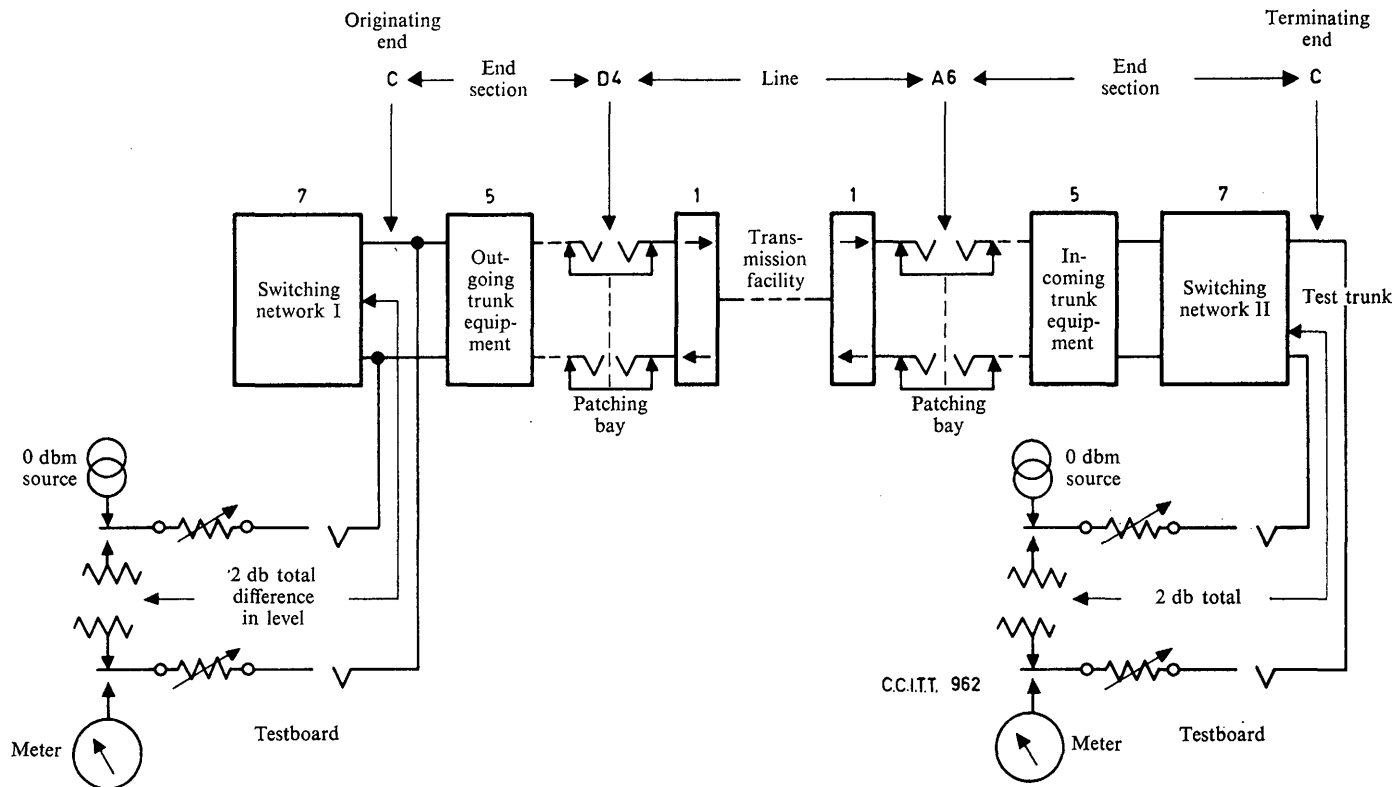 Originating
end
Terminating
end
C
End
section
D4
Line
A6
End
section
C
7
5
1
1
5
7
Switching
network I
Out-
going
trunk
equip-
ment
Trans-
mission
facility
In-
coming
trunk
equip-
ment
Switching
network II
Test trunk
Patching
bay
Patching
bay
0 dbm
source
0 dbm
source
2 db total
difference
in level
2 db total
C.C.I.T.T. 962
Meter
Testboard
Meter
Testboard